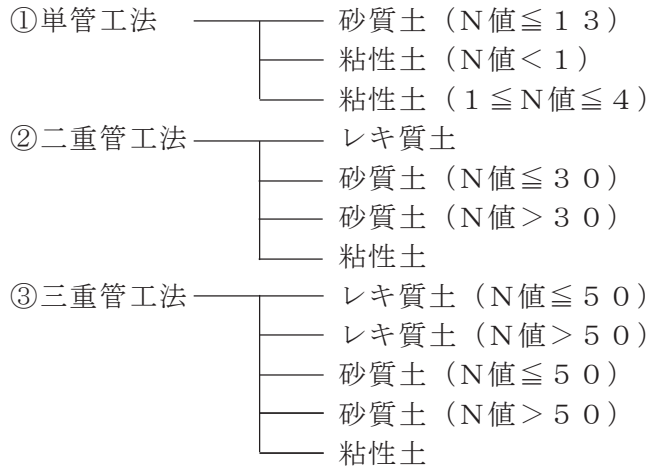 ①単管工法 砂質土（N値≦13）
粘性土（N値＜1）
粘性土（1≦N値≦4）
②二重管工法 レキ質土
砂質土（N値≦30）
砂質土（N値＞30）
粘性土
③三重管工法 レキ質土（N値≦50）
レキ質土（N値＞50）
砂質土（N値≦50）
砂質土（N値＞50）
粘性土